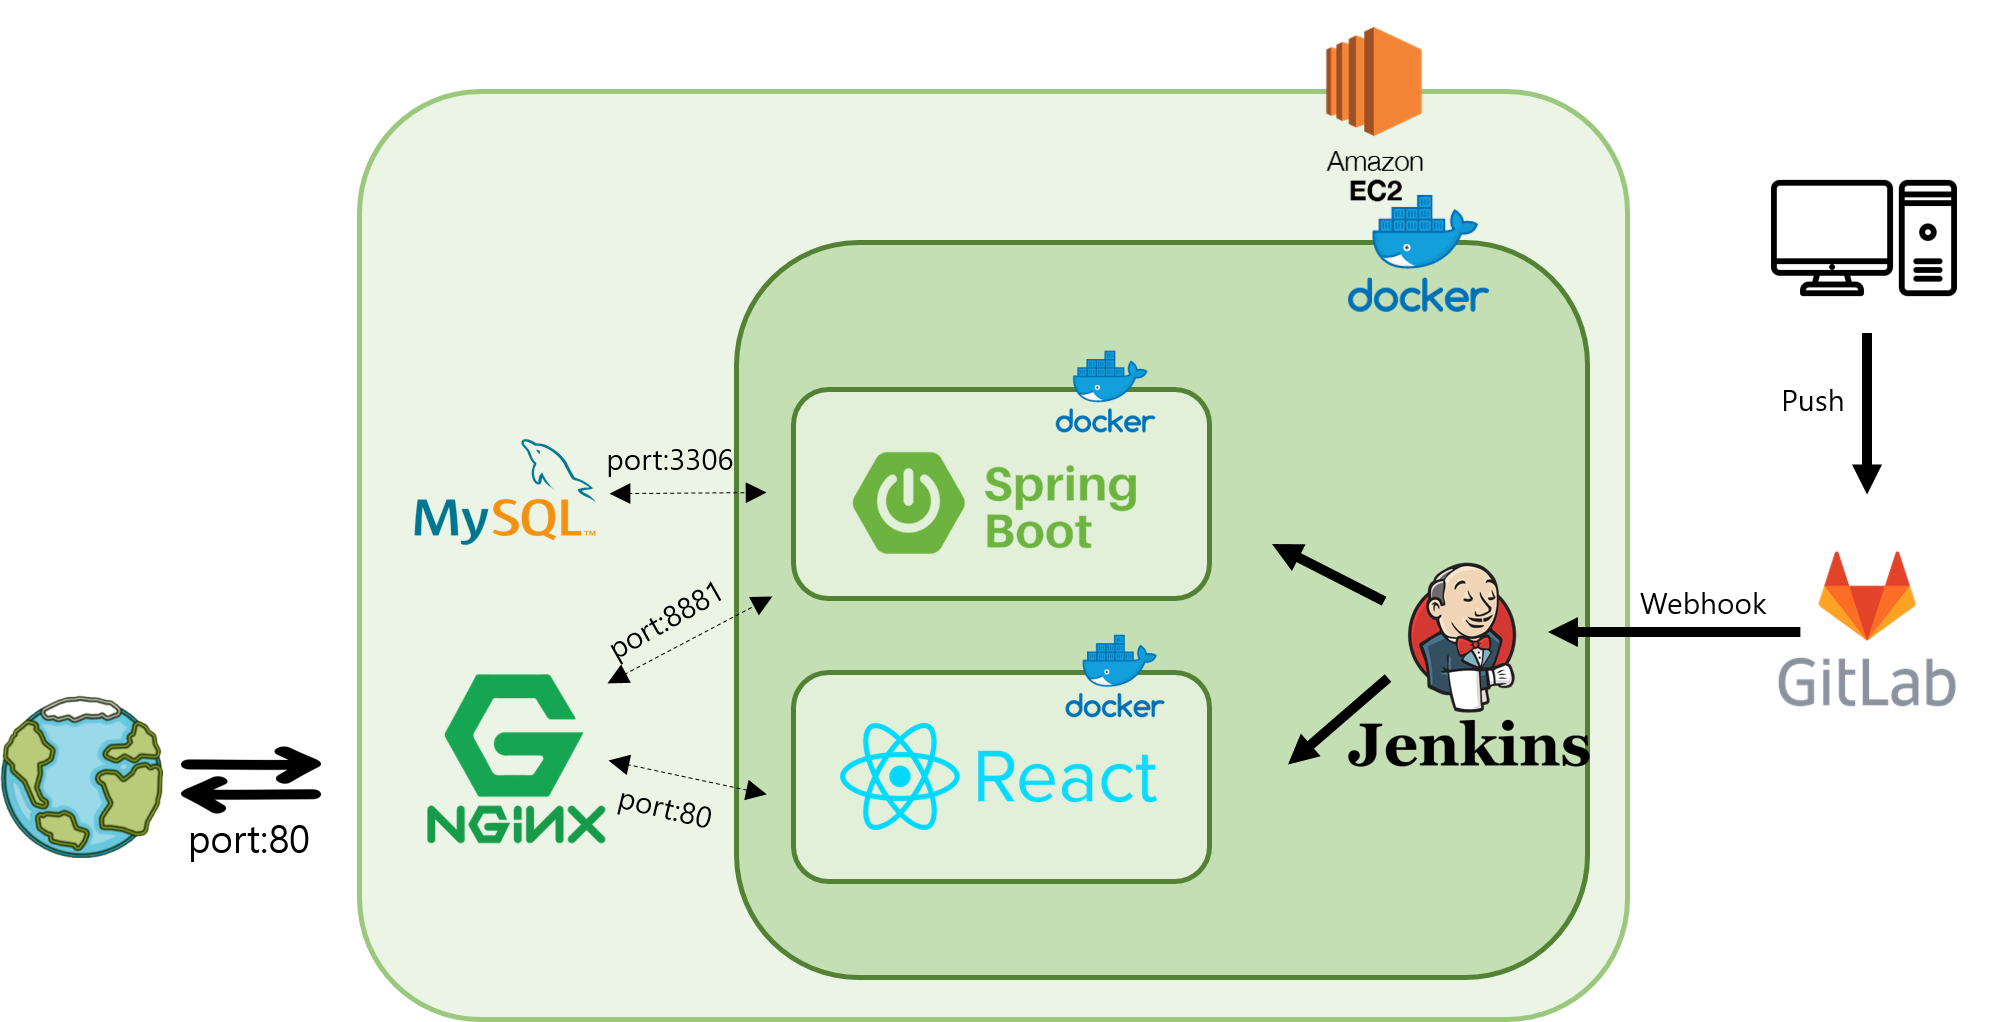 Amazon
EC2
docker
docker
Spring
Boot
MySQL™
port:3306
port:8881
NGiNX
port:80
docker
React
port:80
Jenkins
Webhook
Push
GitLab